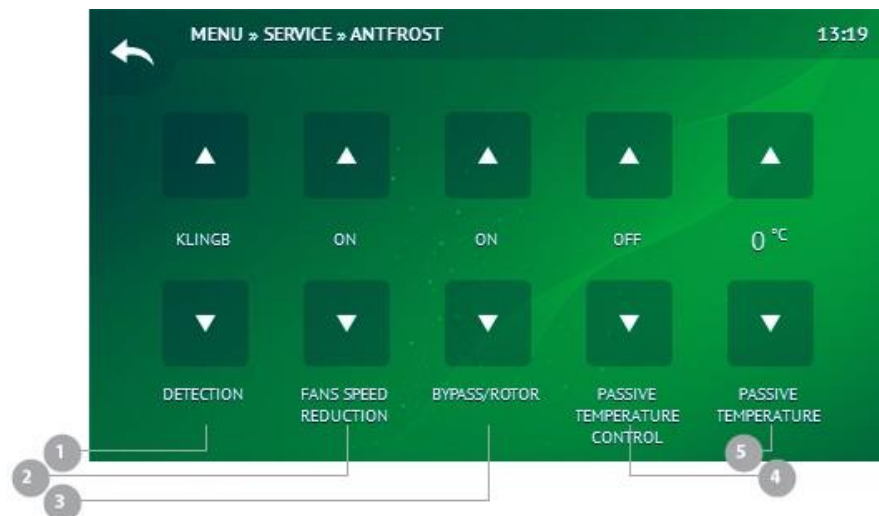 MENU » SERVICE » ANTFROST
13:19
KLINGB
ON
ON
OFF
0 °C
DETECTION
FANS SPEED
REDUCTION
BYPASS/ROTOR
PASSIVE
TEMPERATURE
CONTROL
PASSIVE
TEMPERATURE
1
2
3
5
4